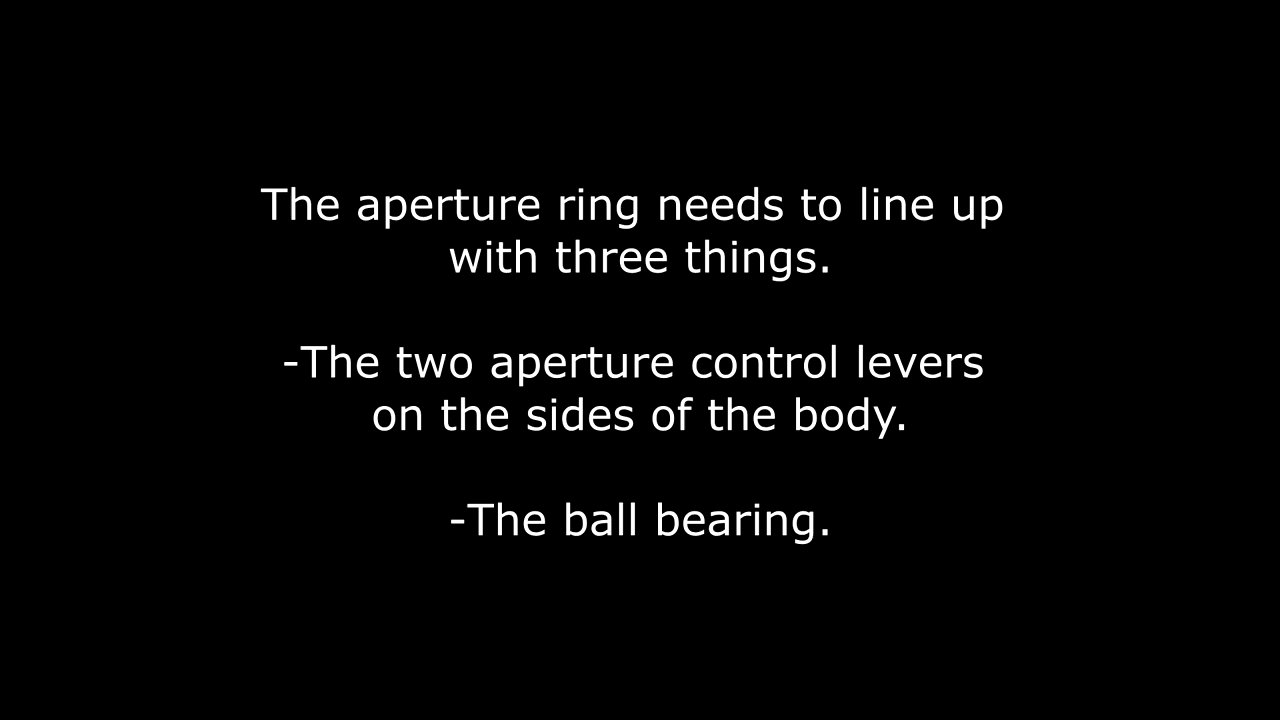 The aperture ring needs to line up
with three things.
-The two aperture control levers
on the sides of the body.
-The ball bearing.